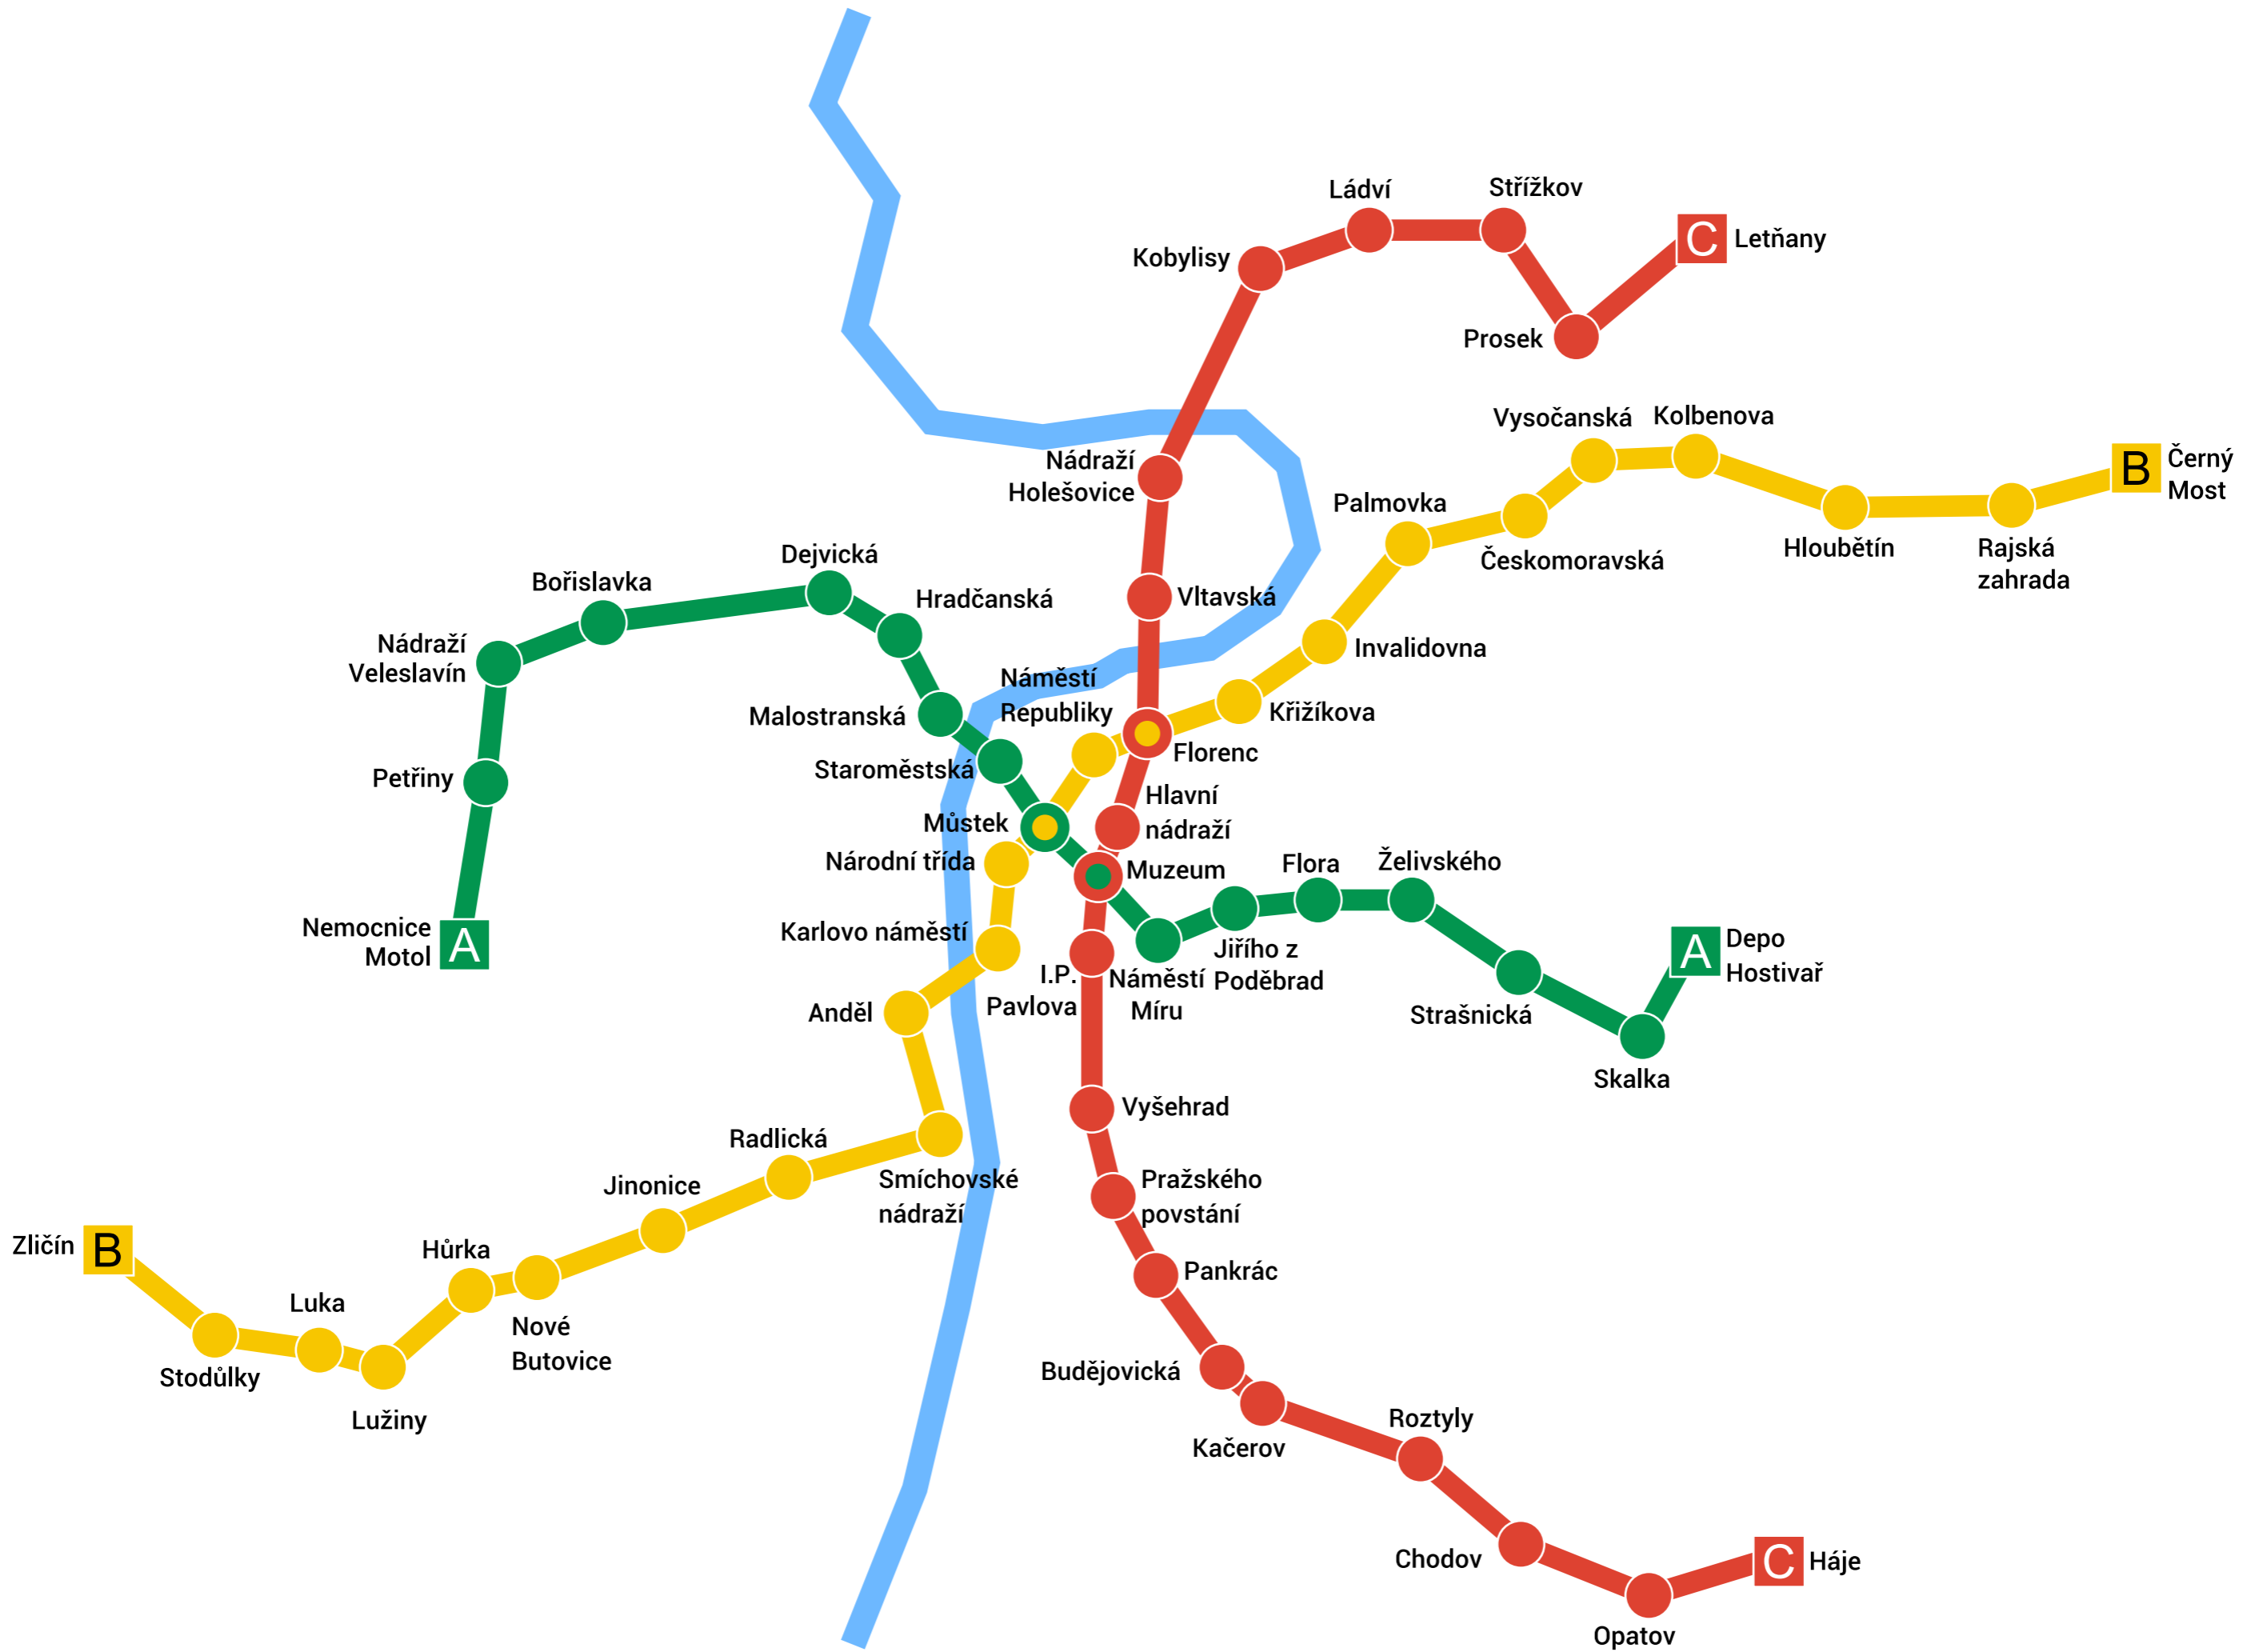 Ládví
Střížkov
Kobylisy
C
Letňany
Prosek
Vysočanská
Kolbenova
Nádraží
Holešovice
B
Černý
Most
Palmovka
Českomoravská
Hloubětín
Rajská
zahrada
Dejvická
Bořislavka
Hradčanská
Vltavská
Nádraží
Veleslavín
Invalidovna
Náměstí
Republiky
Malostranská
Křižíkova
Florenc
Petřiny
Staroměstská
Hlavní
nádraží
Můstek
Národní třída
Muzeum
Flora
Želivského
Nemocnice
Motol
A
Karlovo náměstí
I.P.
Pavlova
Náměstí
Míru
Jiřího z
Poděbrad
A
Depo
Hostivař
Anděl
Strašnická
Skalka
Vyšehrad
Radlická
Smíchovské
nádraží
Pražského
povstání
Jinonice
Zličín
B
Hůrka
Pankrác
Luka
Nové
Butovice
Stodůlky
Lužiny
Budějovická
Kačerov
Roztyly
Chodov
C
Háje
Opatov